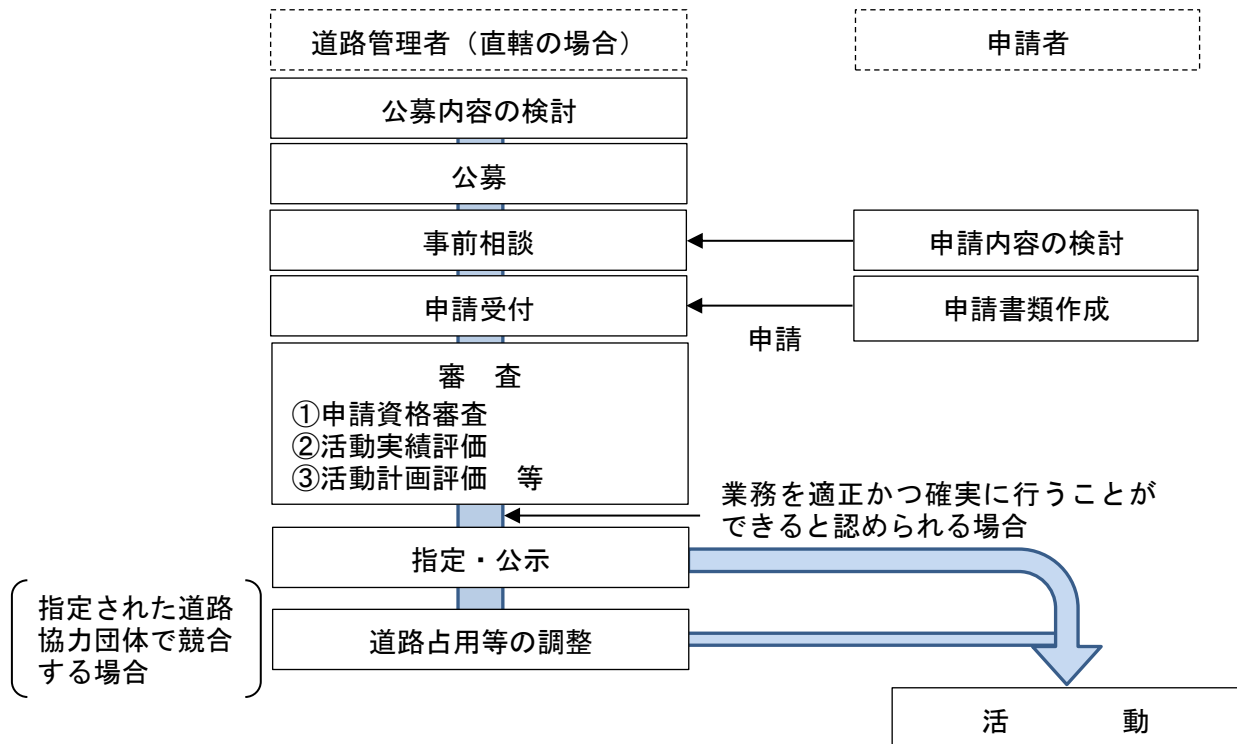 道路管理者（直轄の場合）
申請者
公募内容の検討
公募
事前相談
申請内容の検討
申請受付
申請書類作成
申請
審　査
①申請資格審査
②活動実績評価
③活動計画評価　等
業務を適正かつ確実に行うことが
できると認められる場合
指定・公示
指定された道路
協力団体で競合
する場合
道路占用等の調整
活　　　動